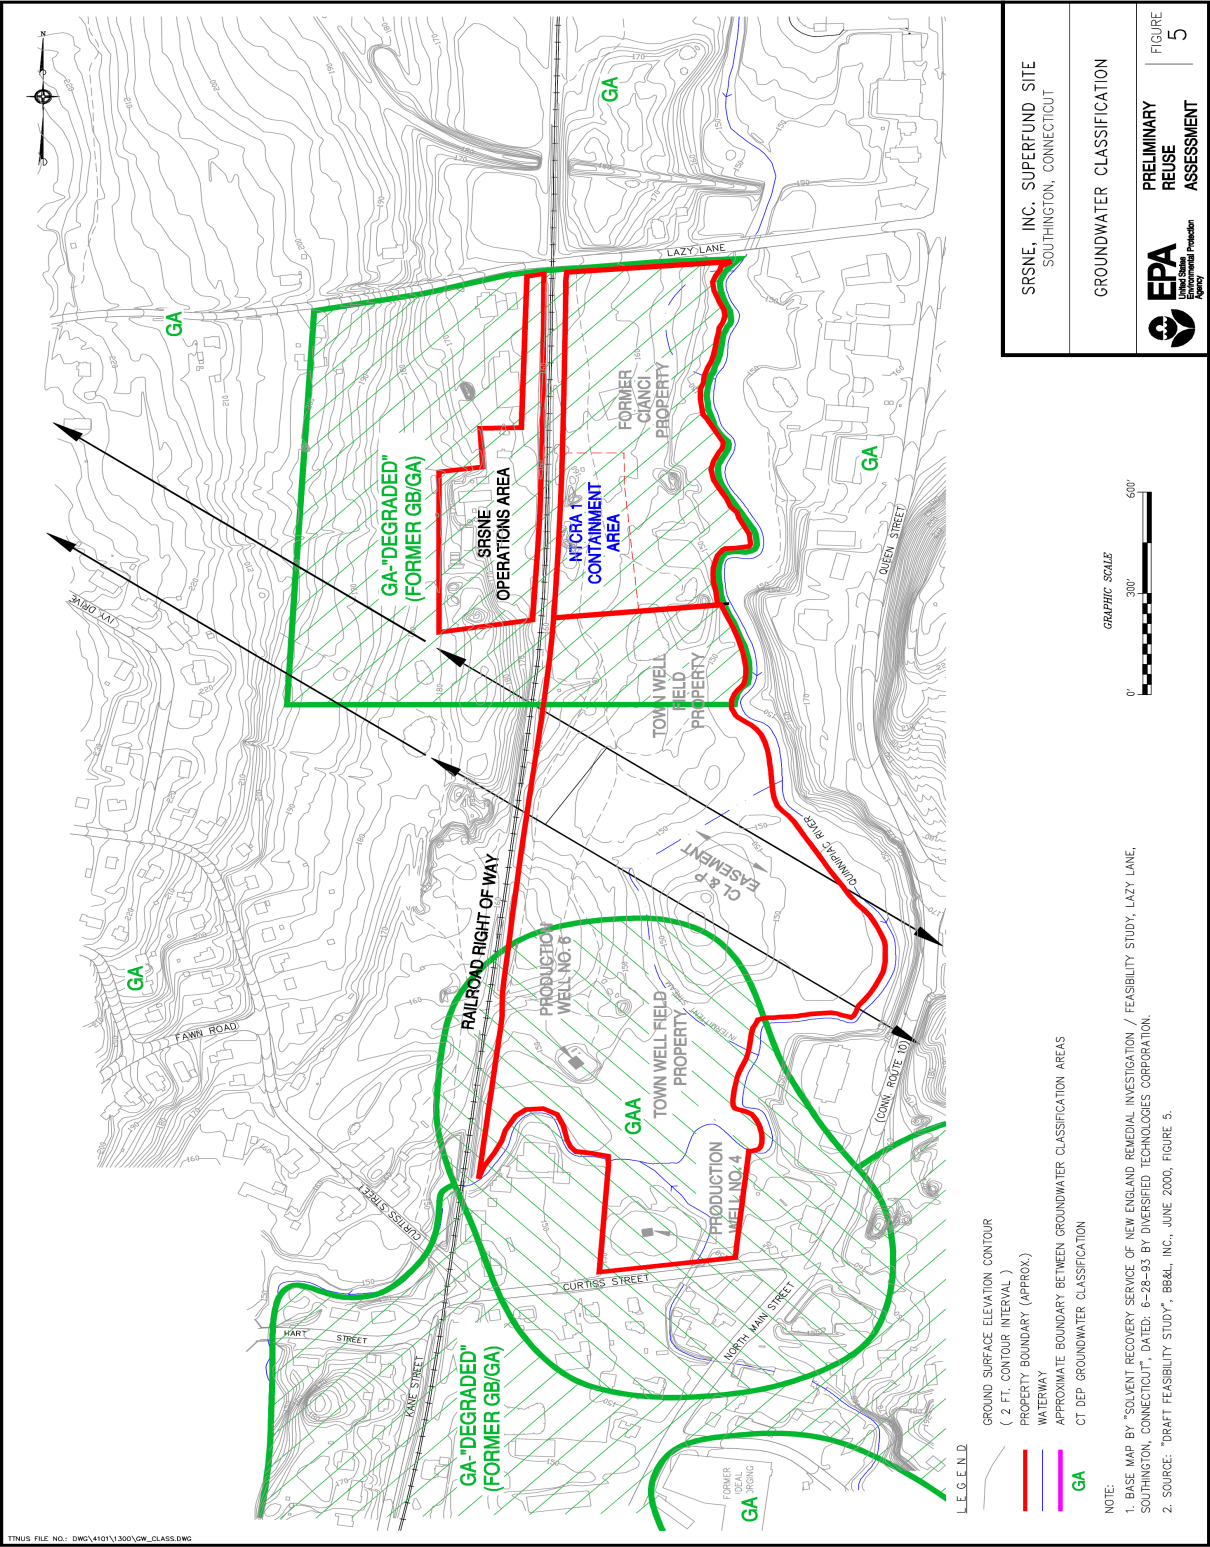 SRSNE, INC. SUPERFUND SITE
SOUTHINGTON, CONNECTICUT
GROUNDWATER CLASSIFICATION
EPA
United States
Environmental Protection
Agency
PRELIMINARY
REUSE
ASSESSMENT
FIGURE
5
N
GA
GA
LAZY LANE
GA-"DEGRADED"
(FORMER GB/GA)
SRSNE
OPERATIONS AREA
NTCRA 1
CONTAINMENT
AREA
FORMER
CIANCI
PROPERTY
GA
QUEEN STREET
IVY DRIVE
TOWN WELL
FIELD
PROPERTY
QUINNIPIAC RIVER
CL & P
EASEMENT
RAILROAD RIGHT OF WAY
PRODUCTION
WELL NO. 6
GA
FAWN ROAD
TOWN WELL FIELD
PROPERTY
INTERMITTENT STREAM
GAA
(CONN. ROUTE 10)
PRODUCTION
WELL NO. 4
CURTISS STREET
CURTISS STREET
NORTH MAIN STREET
HART STREET
KANE STREET
GA-"DEGRADED"
(FORMER GB/GA)
FORMER
IDEAL
GA
GRAPHIC SCALE
0' 300' 600'
LEGEND
GROUND SURFACE ELEVATION CONTOUR
( 2 FT. CONTOUR INTERVAL )
PROPERTY BOUNDARY (APPROX.)
WATERWAY
APPROXIMATE BOUNDARY BETWEEN GROUNDWATER CLASSIFICATION AREAS
GA CT DEP GROUNDWATER CLASSIFICATION
NOTE:
1. BASE MAP BY "SOLVENT RECOVERY SERVICE OF NEW ENGLAND REMEDIAL INVESTIGATION / FEASIBILITY STUDY, LAZY LANE,
SOUTHINGTON, CONNECTICUT", DATED: 6-28-93 BY DIVERSIFIED TECHNOLOGIES CORPORATION.
2. SOURCE: "DRAFT FEASIBILITY STUDY", BB&L, INC., JUNE 2000, FIGURE 5.
TTNUS FILE NO.: DWG\4101\1300\GW_CLASS.DWG